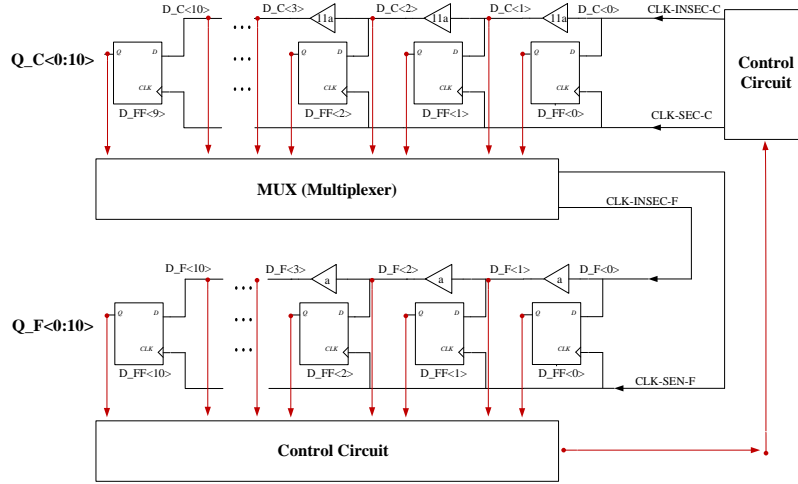 D_C<10> ... D_C<3> 11a D_C<2> 11a D_C<1> 11a D_C<0> CLK-INSEC-C
Q_C<0:10>
Q D CLK
...
Q D CLK
Q D CLK
Q D CLK
Control
Circuit
D_FF<9> D_FF<2> D_FF<1> D_FF<0> CLK-SEC-C
MUX (Multiplexer)
CLK-INSEC-F
D_F<10> D_F<3> D_F<2> D_F<1> D_F<0>
... a a a
Q_F<0:10>
Q D CLK
...
Q D CLK
Q D CLK
Q D CLK
D_FF<10> D_FF<2> D_FF<1> D_FF<0> CLK-SEN-F
Control Circuit